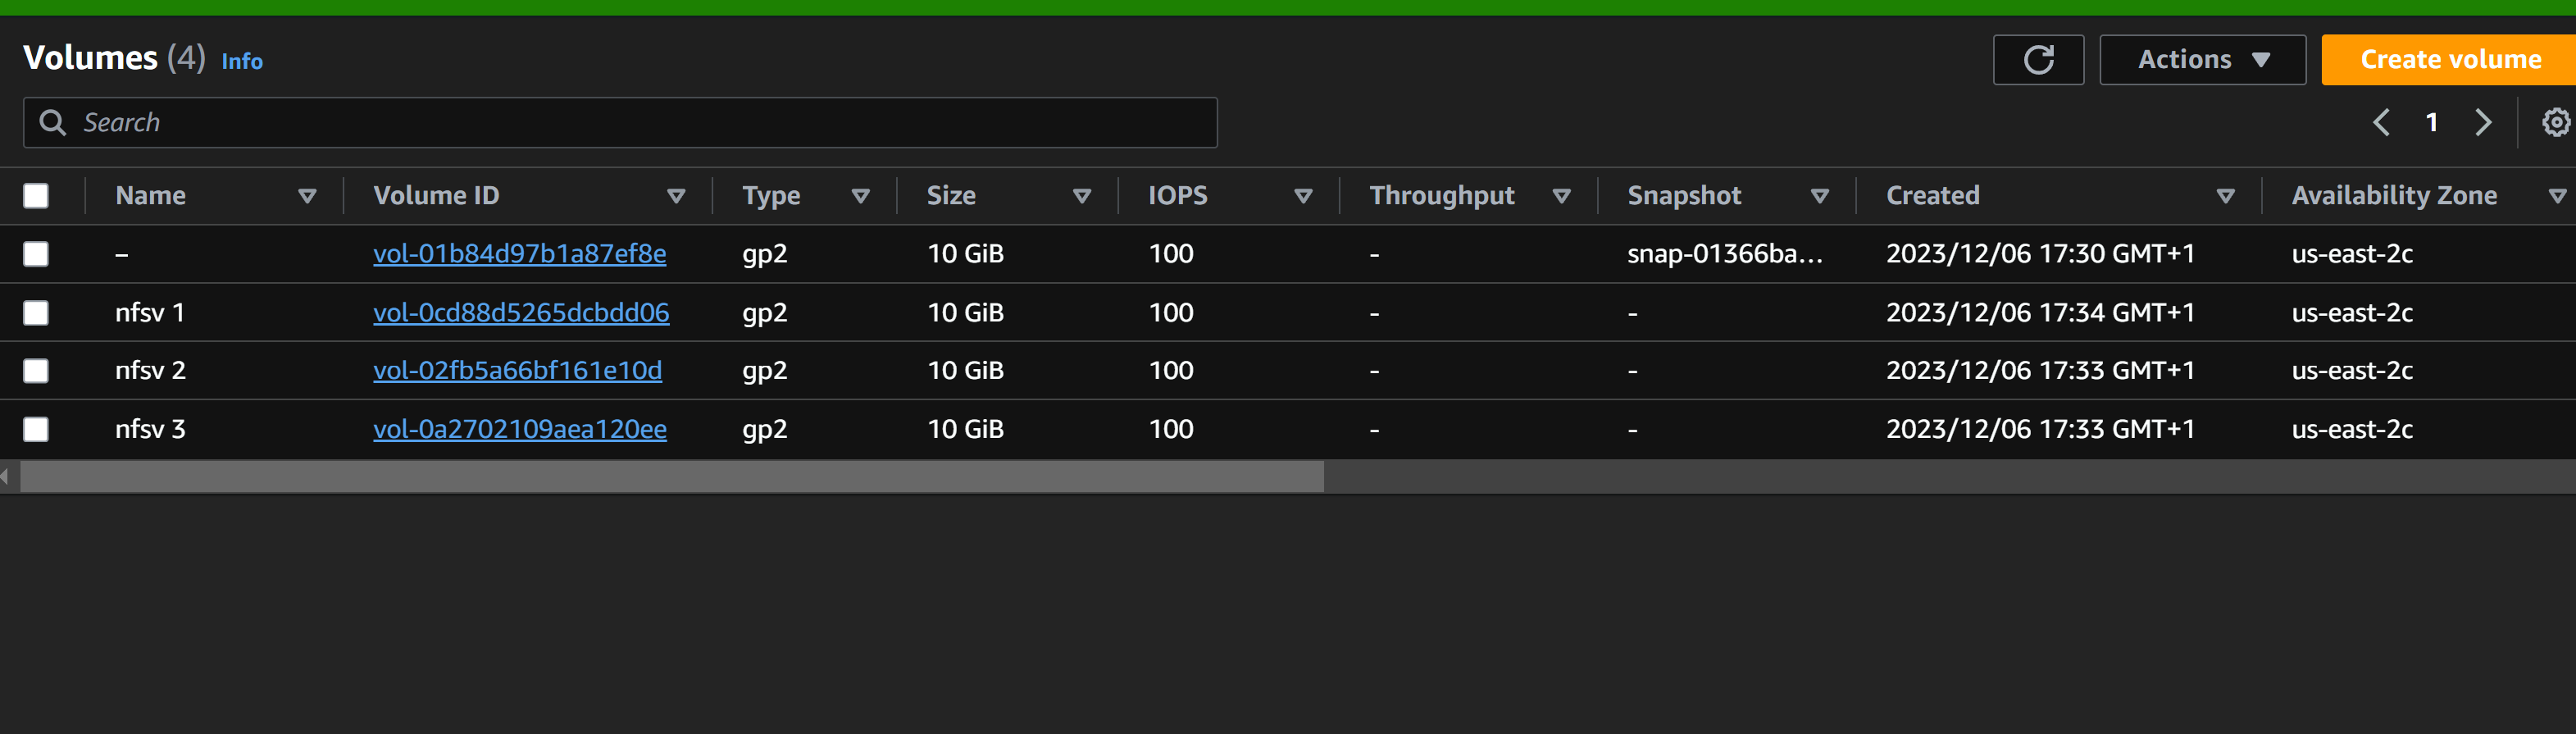 Volumes (4) Info
Actions Create volume
Search
1
Name Volume ID Type Size IOPS Throughput Snapshot Created Availability Zone
– vol-01b84d97b1a87ef8e gp2 10 GiB 100 - snap-01366ba... 2023/12/06 17:30 GMT+1 us-east-2c
nfsv 1 vol-0cd88d5265dcbdd06 gp2 10 GiB 100 - - 2023/12/06 17:34 GMT+1 us-east-2c
nfsv 2 vol-02fb5a66bf161e10d gp2 10 GiB 100 - - 2023/12/06 17:33 GMT+1 us-east-2c
nfsv 3 vol-0a2702109aea120ee gp2 10 GiB 100 - - 2023/12/06 17:33 GMT+1 us-east-2c